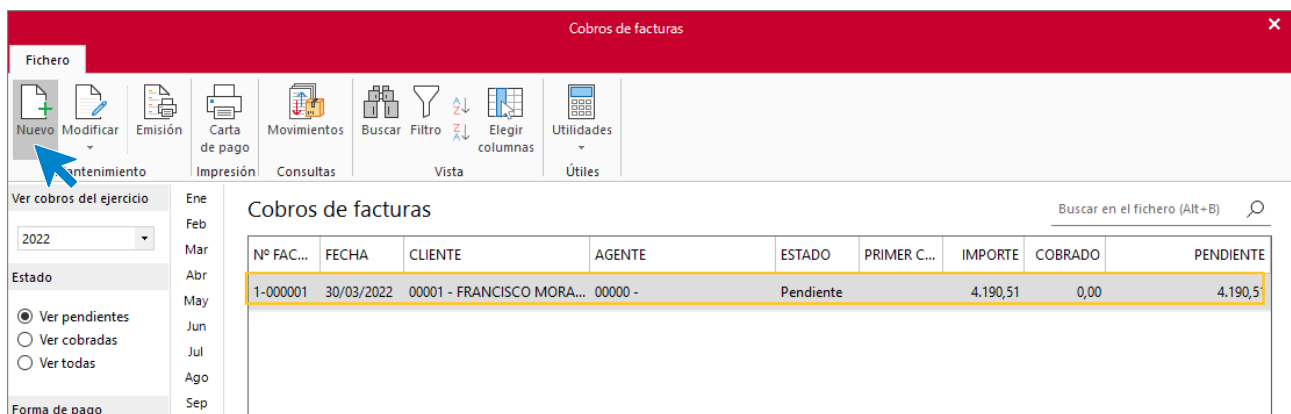 Cobros de facturas
Fichero
Nuevo Modificar Emisión Carta de pago Movimientos Buscar Filtro Elegir columnas Utilidades
Impresión Consultas Vista Útiles
Ver cobros del ejercicio
2022
Estado
Ver pendientes
Ver cobradas
Ver todas
Forma de pago
Ene
Feb
Mar
Abr
May
Jun
Jul
Ago
Sep
Cobros de facturas
Buscar en el fichero (Alt+B)
Nº FAC... FECHA CLIENTE AGENTE ESTADO PRIMER C... IMPORTE COBRADO PENDIENTE
1-000001 30/03/2022 00001 - FRANCISCO MORA... 00000 - Pendiente 4.190,51 0,00 4.190,51